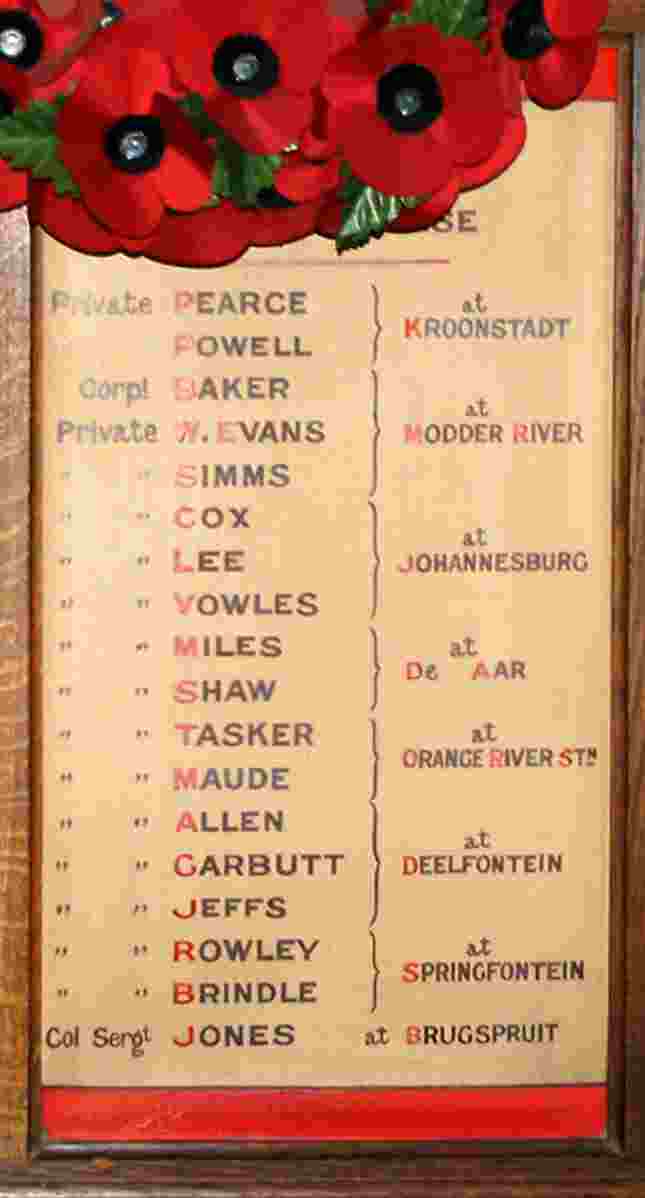 SE
Private PEARCE
at
KROONSTADT
POWELL
Corpl BAKER
Private W. EVANS
at
MODDER RIVER
" " SIMMS
" " COX
" " LEE
at
JOHANNESBURG
" " VOWLES
" " MILES
at
De AAR
" " SHAW
" " TASKER
at
ORANGE RIVER STN
" " MAUDE
" " ALLEN
" " GARBUTT
at
DEELFONTEIN
" " JEFFS
" " ROWLEY
at
SPRINGFONTEIN
" " BRINDLE
Col Sergt JONES at BRUGSPRUIT